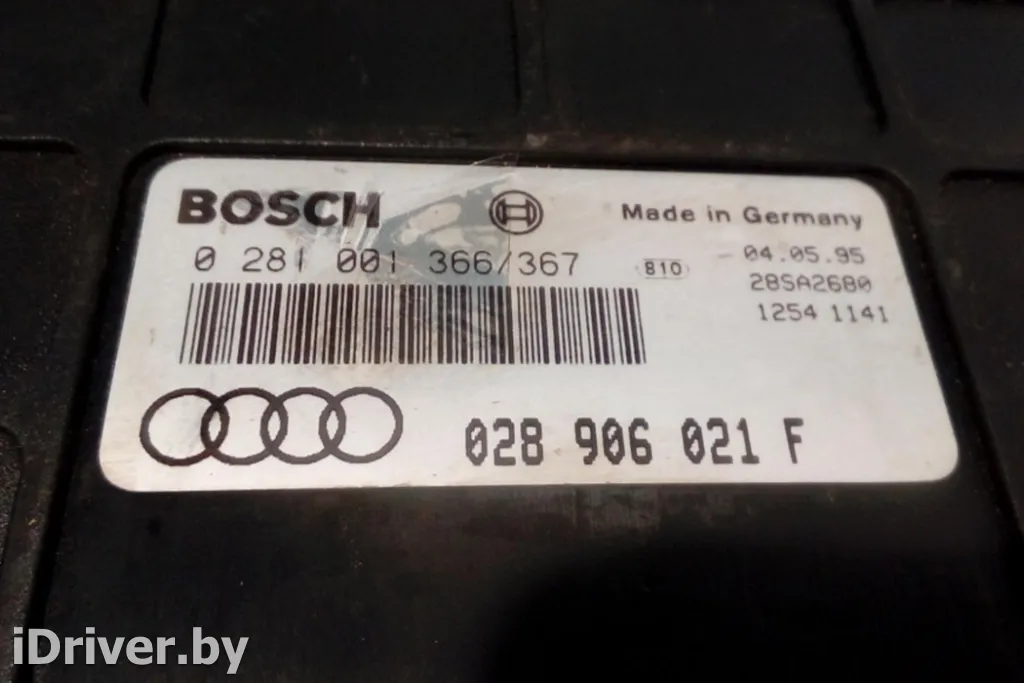 BOSCH
Made in Germany
0 281 001 366/367
810
04.05.95
28SA2680
1254 1141
028 906 021 F
iDriver.by